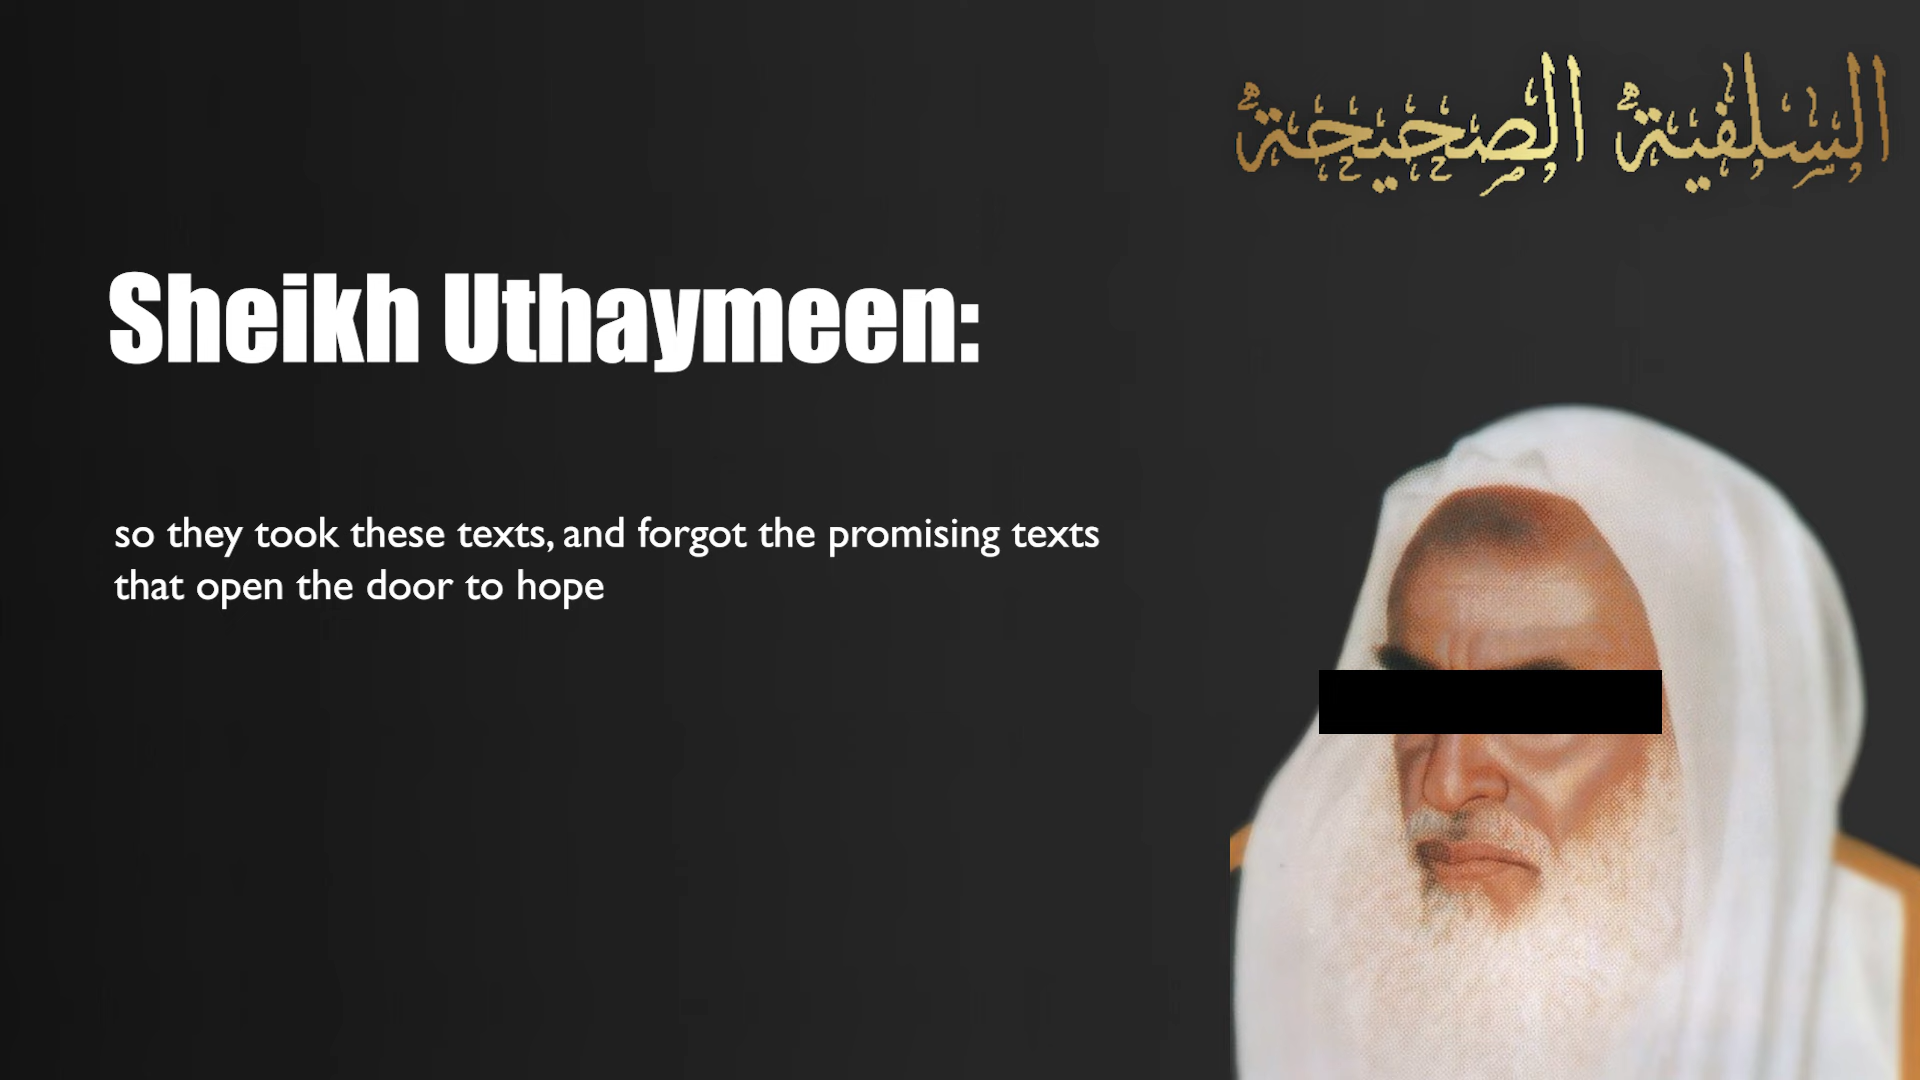 السلفية الصحيحة
Sheikh Uthaymeen:
so they took these texts, and forgot the promising texts
that open the door to hope